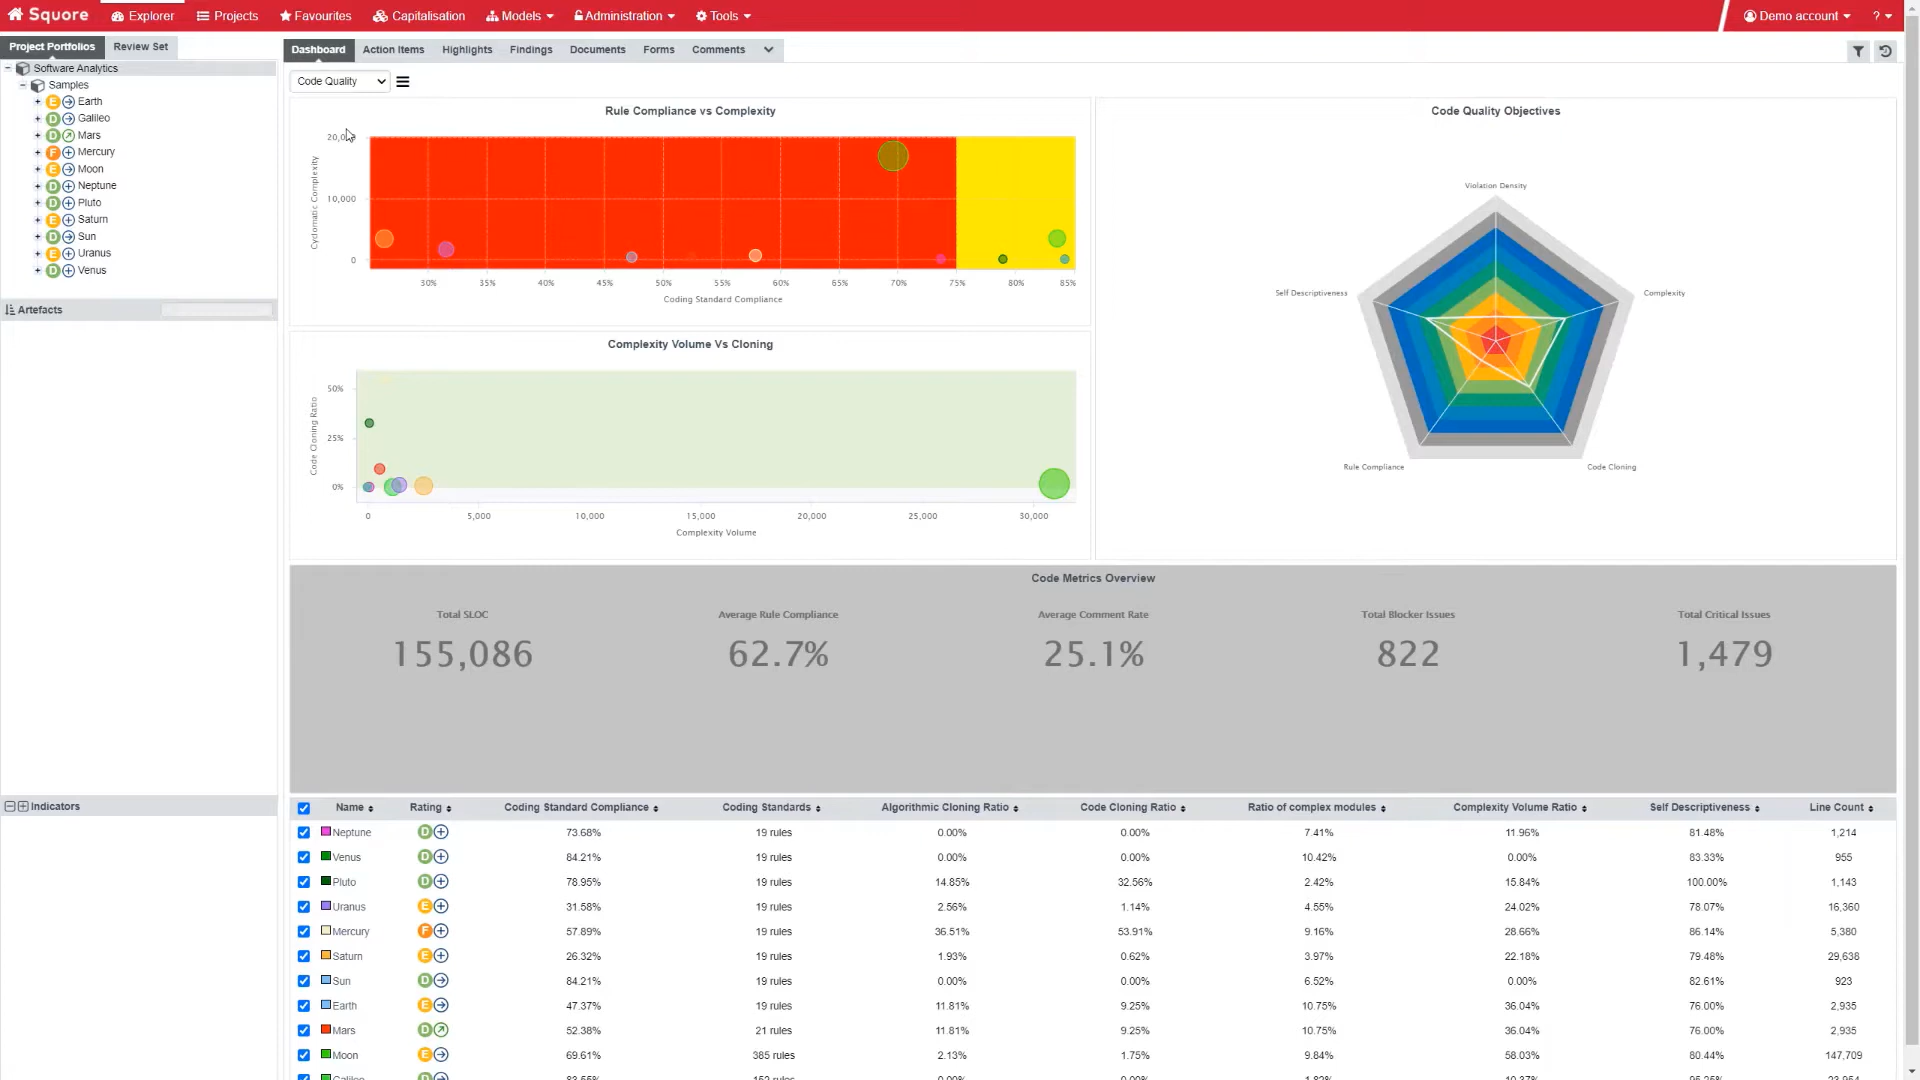 Squore Explorer Projects Favourites Capitalisation Models Administration Tools Demo account ?
Project Portfolios Review Set
Software Analytics
Samples
E Earth
D Galileo
D Mars
F Mercury
E Moon
D Neptune
D Pluto
E Saturn
D Sun
E Uranus
D Venus
Artefacts
Indicators
Dashboard Action Items Highlights Findings Documents Forms Comments
Code Quality
Rule Compliance vs Complexity
Cyclomatic Complexity
10,000
0
30% 35% 40% 45% 50% 55% 60% 65% 70% 75% 80% 85%
Coding Standard Compliance
Complexity Volume Vs Cloning
Code Cloning Ratio
50%
25%
0%
0 5,000 10,000 15,000 20,000 25,000 30,000
Complexity Volume
Code Quality Objectives
Violation Density
Self Descriptiveness
Complexity
Rule Compliance
Code Cloning
Code Metrics Overview
Total SLOC Average Rule Compliance Average Comment Rate Total Blocker Issues Total Critical Issues
155,086 62.7% 25.1% 822 1,479
Name Rating Coding Standard Compliance Coding Standards Algorithmic Cloning Ratio Code Cloning Ratio Ratio of complex modules Complexity Volume Ratio Self Descriptiveness Line Count
Neptune D 73.68% 19 rules 0.00% 0.00% 7.41% 11.96% 81.48% 1,214
Venus D 84.21% 19 rules 0.00% 0.00% 10.42% 0.00% 83.33% 955
Pluto D 78.95% 19 rules 14.85% 32.56% 2.42% 15.84% 100.00% 1,143
Uranus E 31.58% 19 rules 2.56% 1.14% 4.55% 24.02% 78.07% 16,360
Mercury F 57.89% 19 rules 36.51% 53.91% 9.16% 28.66% 86.14% 5,380
Saturn E 26.32% 19 rules 1.93% 0.62% 3.97% 22.18% 79.48% 29,638
Sun D 84.21% 19 rules 0.00% 0.00% 6.52% 0.00% 82.61% 923
Earth E 47.37% 19 rules 11.81% 9.25% 10.75% 36.04% 76.00% 2,935
Mars D 52.38% 21 rules 11.81% 9.25% 10.75% 36.04% 76.00% 2,935
Moon E 69.61% 385 rules 2.13% 1.75% 9.84% 58.03% 80.44% 147,709